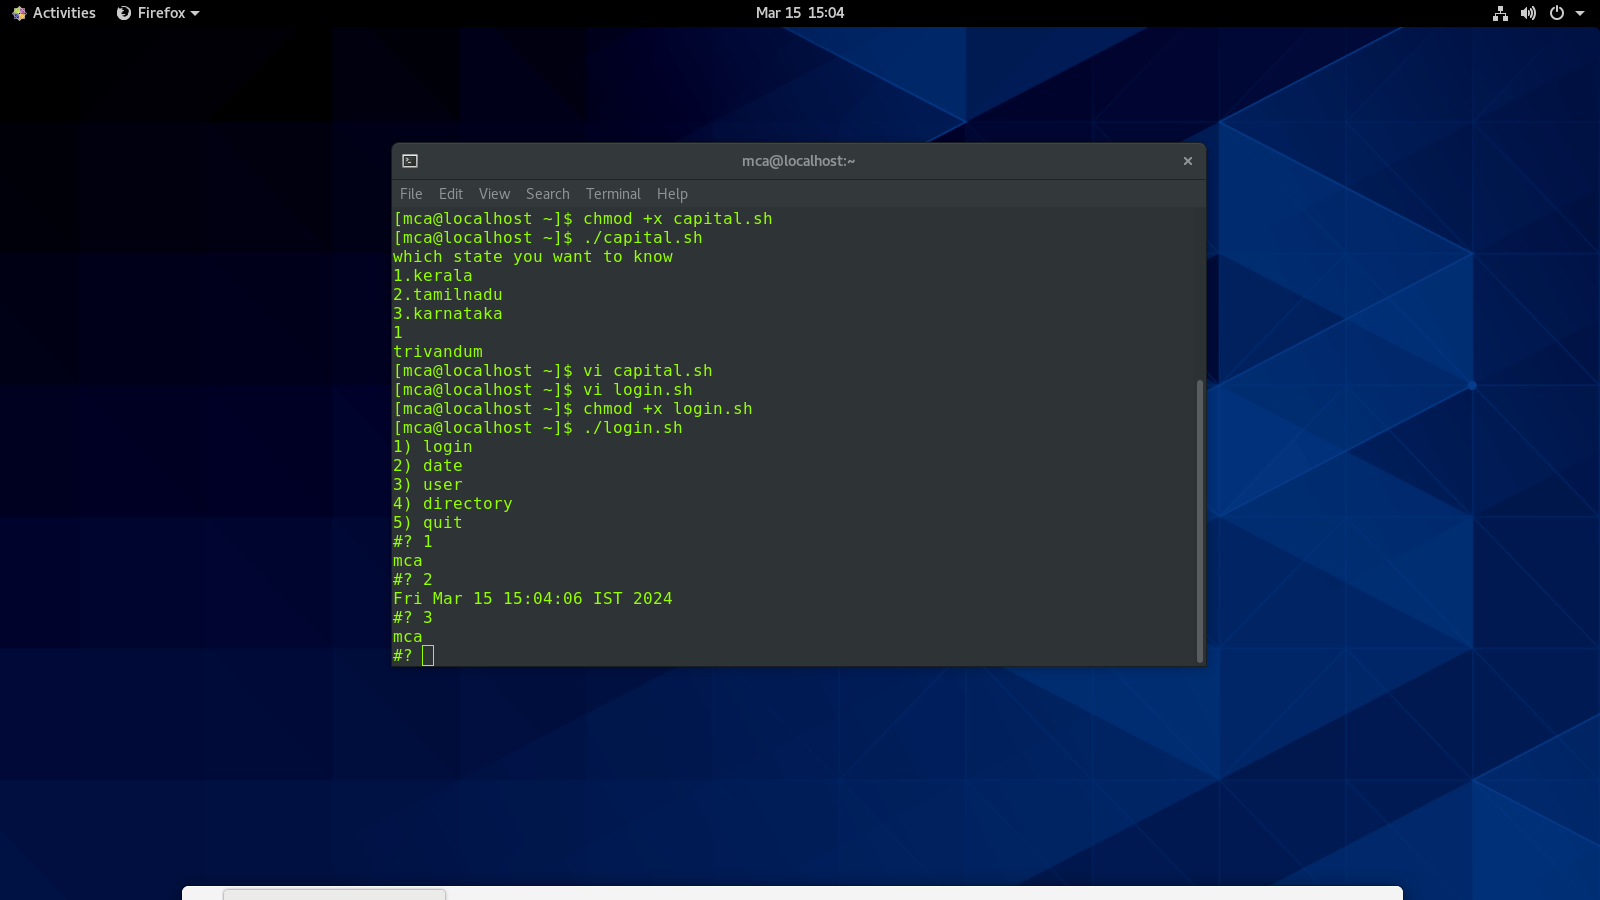 Activities Firefox Mar 15 15:04
mca@localhost:~
File Edit View Search Terminal Help
[mca@localhost ~]$ chmod +x capital.sh
[mca@localhost ~]$ ./capital.sh
which state you want to know
1.kerala
2.tamilnadu
3.karnataka
1
trivandum
[mca@localhost ~]$ vi capital.sh
[mca@localhost ~]$ vi login.sh
[mca@localhost ~]$ chmod +x login.sh
[mca@localhost ~]$ ./login.sh
1) login
2) date
3) user
4) directory
5) quit
#? 1
mca
#? 2
Fri Mar 15 15:04:06 IST 2024
#? 3
mca
#?